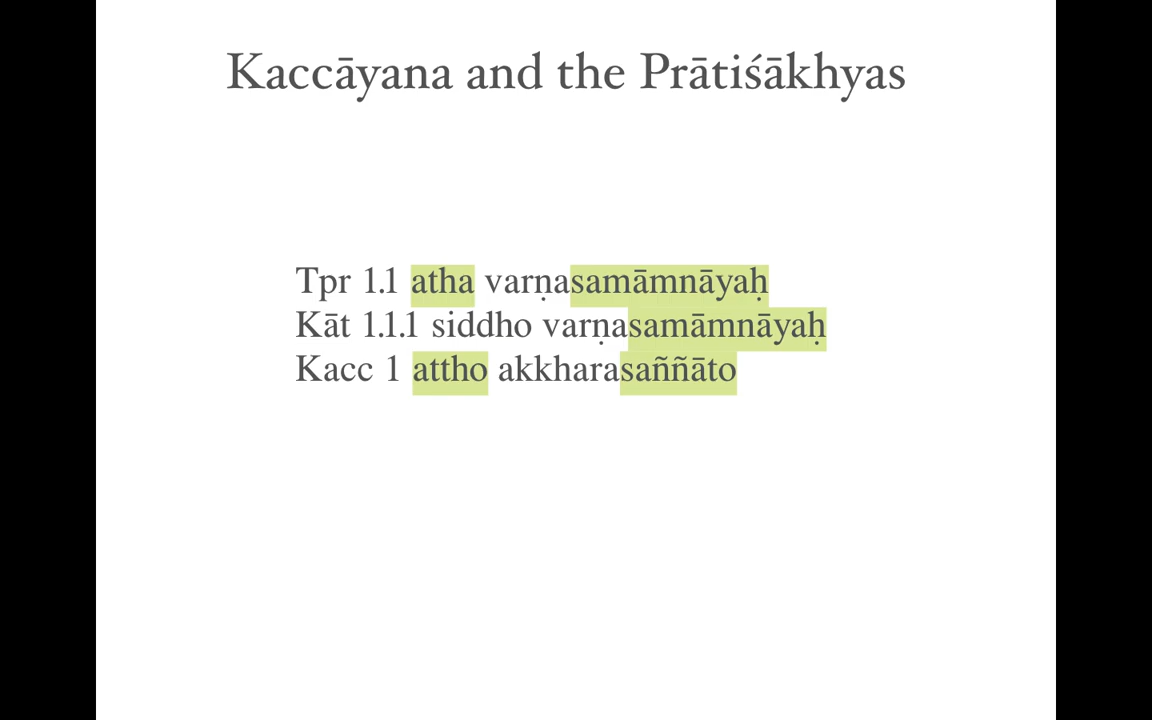 Kaccāyana and the Prātiśākhyas
Tpr 1.1 atha varṇasamāmnāyaḥ
Kāt 1.1.1 siddho varṇasamāmnāyaḥ
Kacc 1 attho akkharasaññāto